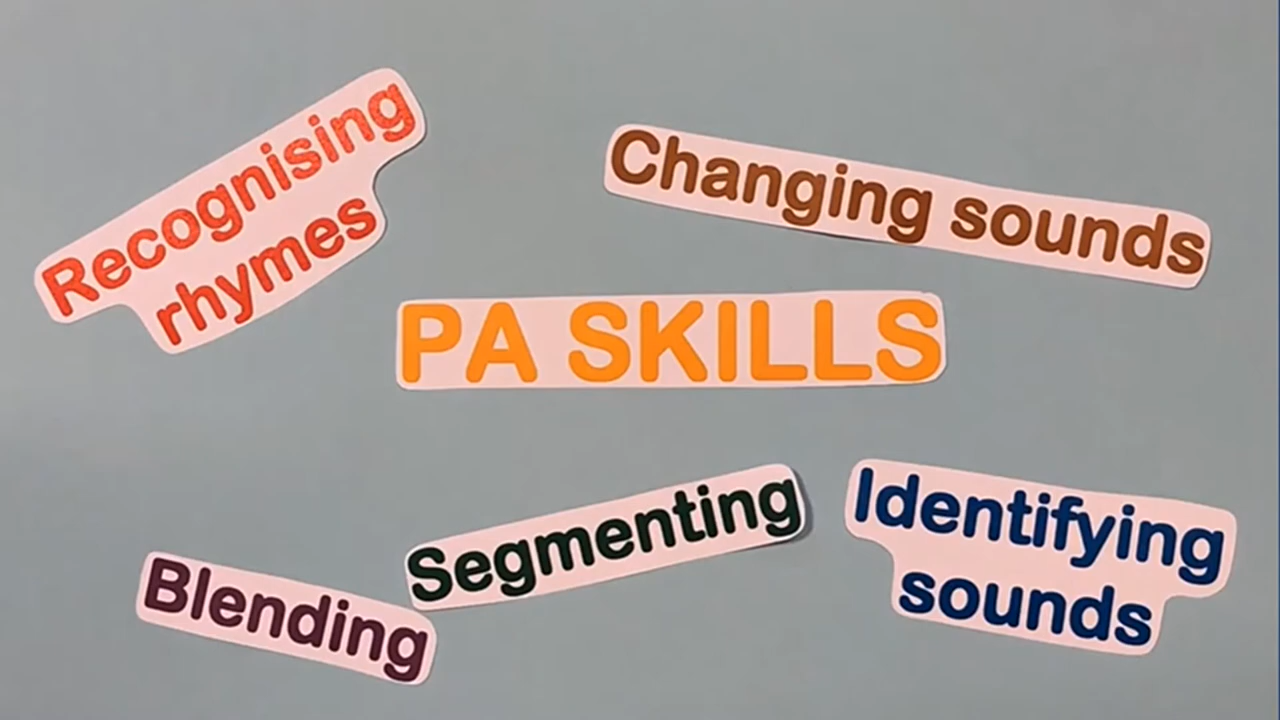 Recognising
rhymes
Changing sounds
PA SKILLS
Segmenting
Identifying
sounds
Blending